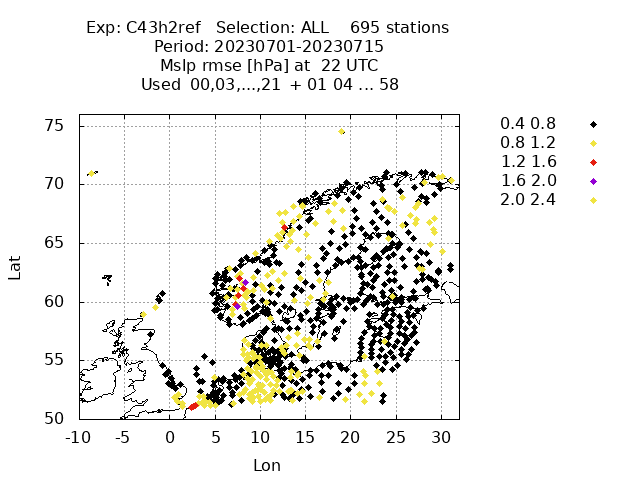 Exp: C43h2ref Selection: ALL 695 stations
Period: 20230701-20230715
Mslp rmse [hPa] at 22 UTC
Used 00,03,...,21 + 01 04 ... 58
0.4 0.8
0.8 1.2
1.2 1.6
1.6 2.0
2.0 2.4
75
70
65
60
55
50
Lat
-10 -5 0 5 10 15 20 25 30
Lon